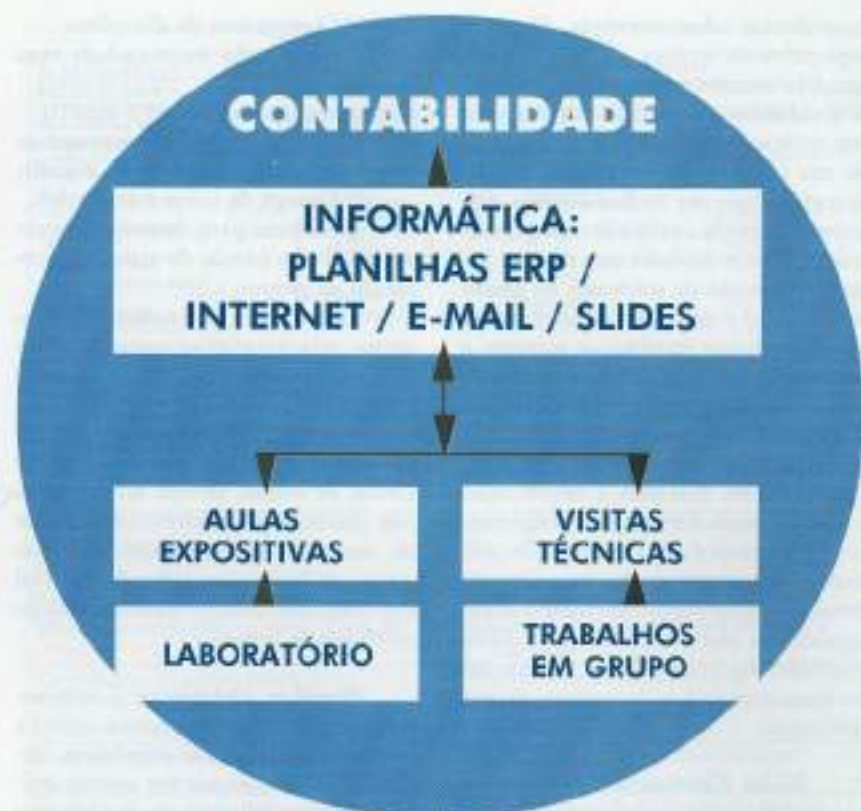 CONTABILIDADE
INFORMÁTICA:
PLANILHAS ERP /
INTERNET / E-MAIL / SLIDES
AULAS
EXPOSITIVAS
VISITAS
TÉCNICAS
LABORATÓRIO
TRABALHOS
EM GRUPO